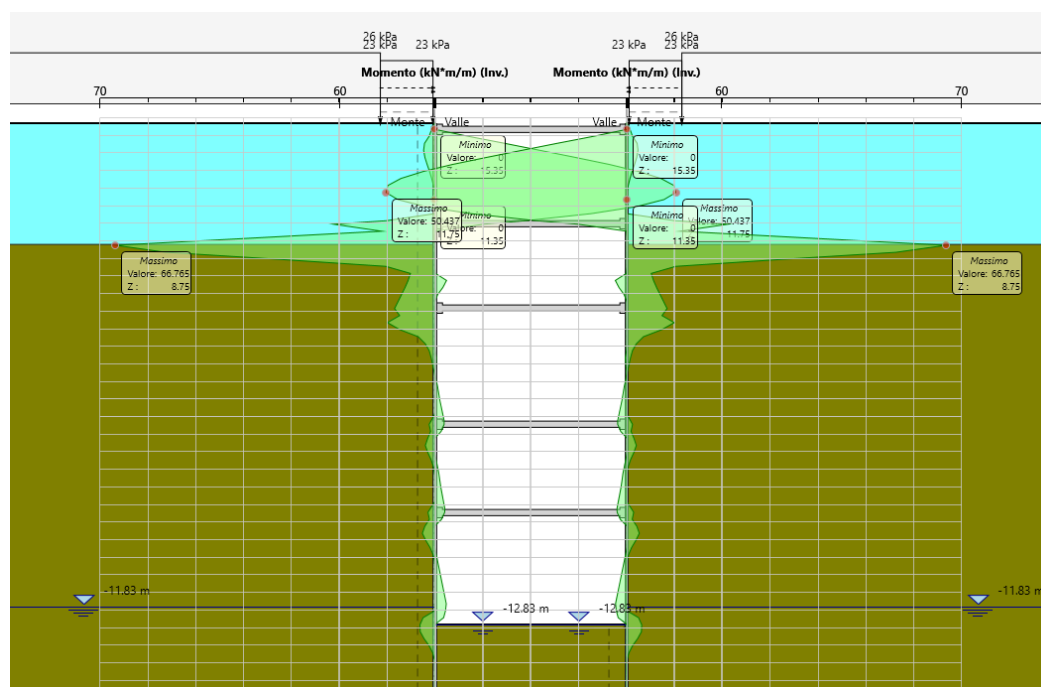 26 kPa
23 kPa
23 kPa
23 kPa
26 kPa
23 kPa
Momento (kN*m/m) (Inv.)
Momento (kN*m/m) (Inv.)
70
60
60
70
Monte
Valle
Valle
Monte
Minimo
Valore: 0
Z : 15.35
Minimo
Valore: 0
Z : 15.35
Massimo
Valore: 50.437
Z : 11.75
Minimo
11.35
Minimo
Valore: 0
Z : 11.35
Massimo
Valore: 50.437
11.75
Massimo
Valore: 66.765
Z : 8.75
Massimo
Valore: 66.765
Z : 8.75
-11.83 m
-12.83 m
-12.83 m
-11.83 m